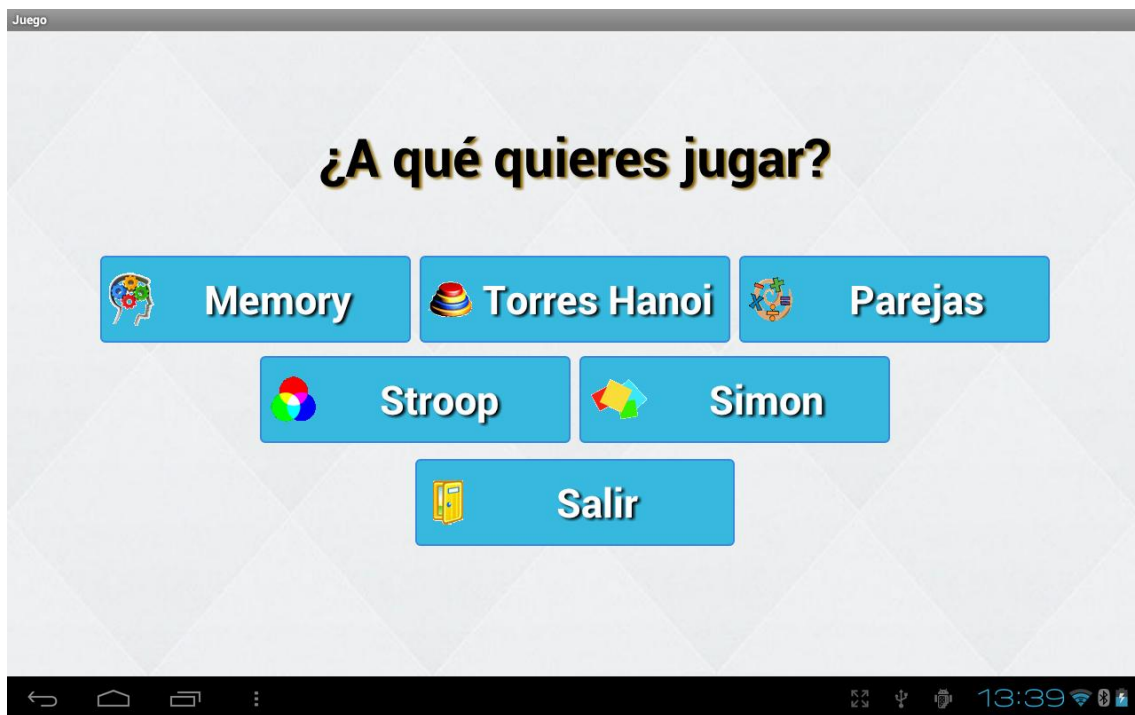 Juego
¿A qué quieres jugar?
Memory
Torres Hanoi
Parejas
Stroop
Simon
Salir
13:39